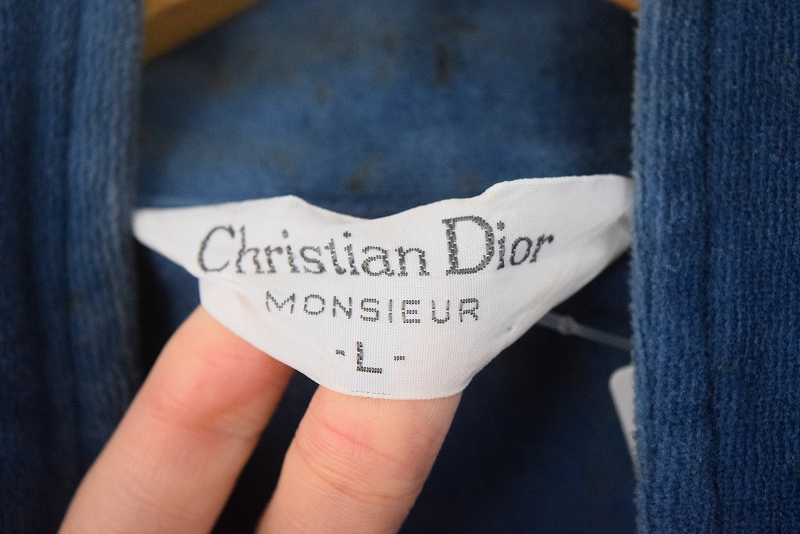 Christian Dior
MONSIEUR
-L-